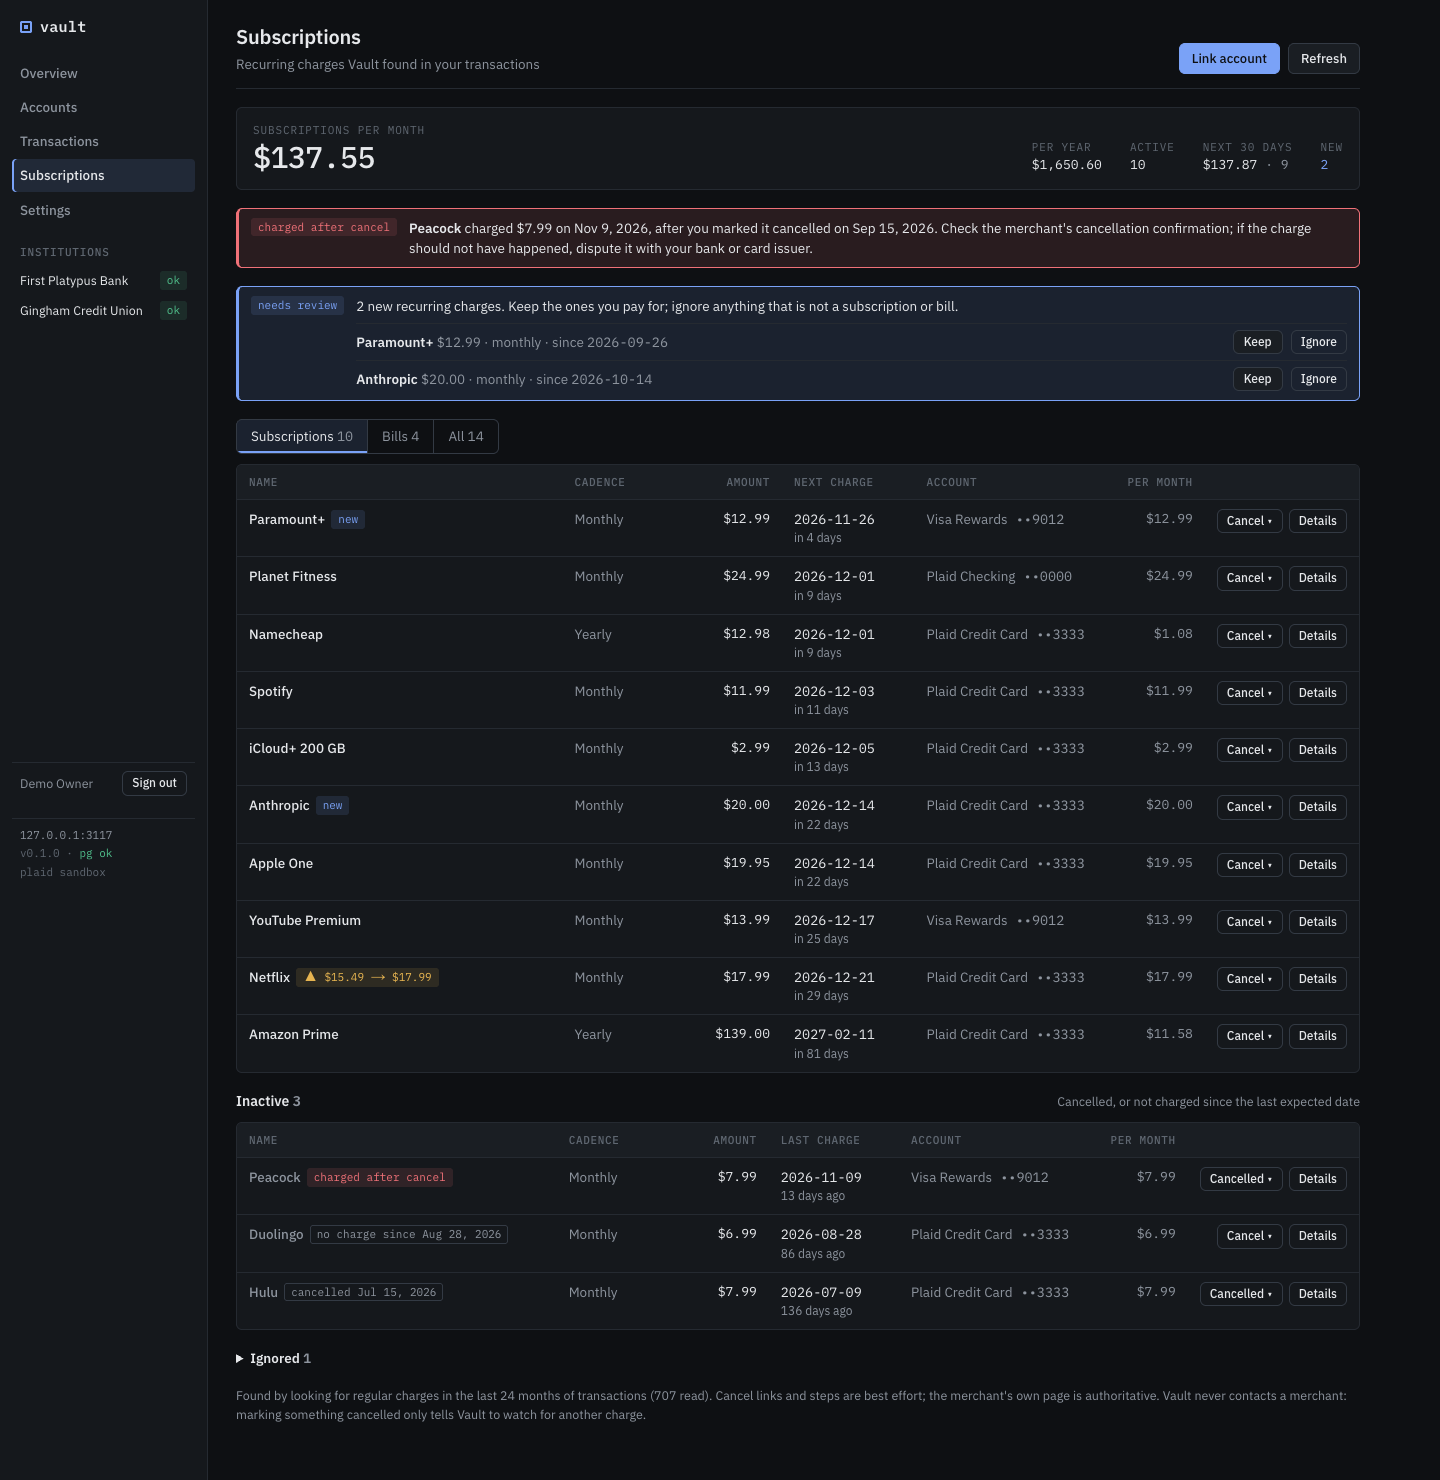 vault
Overview
Accounts
Transactions
Subscriptions
Settings
INSTITUTIONS
First Platypus Bank ok
Gingham Credit Union ok
Demo Owner Sign out
127.0.0.1:3117
v0.1.0 · pg ok
plaid sandbox
Subscriptions
Recurring charges Vault found in your transactions
Link account Refresh
SUBSCRIPTIONS PER MONTH
$137.55
PER YEAR ACTIVE NEXT 30 DAYS NEW
$1,650.60 10 $137.87 · 9 2
charged after cancel Peacock charged $7.99 on Nov 9, 2026, after you marked it cancelled on Sep 15, 2026. Check the merchant's cancellation confirmation; if the charge
should not have happened, dispute it with your bank or card issuer.
needs review 2 new recurring charges. Keep the ones you pay for; ignore anything that is not a subscription or bill.
Paramount+ $12.99 · monthly · since 2026-09-26 Keep Ignore
Anthropic $20.00 · monthly · since 2026-10-14 Keep Ignore
Subscriptions 10 Bills 4 All 14
NAME CADENCE AMOUNT NEXT CHARGE ACCOUNT PER MONTH
Paramount+ new Monthly $12.99 2026-11-26 Visa Rewards ••9012 $12.99 Cancel ▾ Details
in 4 days
Planet Fitness Monthly $24.99 2026-12-01 Plaid Checking ••0000 $24.99 Cancel ▾ Details
in 9 days
Namecheap Yearly $12.98 2026-12-01 Plaid Credit Card ••3333 $1.08 Cancel ▾ Details
in 9 days
Spotify Monthly $11.99 2026-12-03 Plaid Credit Card ••3333 $11.99 Cancel ▾ Details
in 11 days
iCloud+ 200 GB Monthly $2.99 2026-12-05 Plaid Credit Card ••3333 $2.99 Cancel ▾ Details
in 13 days
Anthropic new Monthly $20.00 2026-12-14 Plaid Credit Card ••3333 $20.00 Cancel ▾ Details
in 22 days
Apple One Monthly $19.95 2026-12-14 Plaid Credit Card ••3333 $19.95 Cancel ▾ Details
in 22 days
YouTube Premium Monthly $13.99 2026-12-17 Visa Rewards ••9012 $13.99 Cancel ▾ Details
in 25 days
Netflix ▲ $15.49 → $17.99 Monthly $17.99 2026-12-21 Plaid Credit Card ••3333 $17.99 Cancel ▾ Details
in 29 days
Amazon Prime Yearly $139.00 2027-02-11 Plaid Credit Card ••3333 $11.58 Cancel ▾ Details
in 81 days
Inactive 3 Cancelled, or not charged since the last expected date
NAME CADENCE AMOUNT LAST CHARGE ACCOUNT PER MONTH
Peacock charged after cancel Monthly $7.99 2026-11-09 Visa Rewards ••9012 $7.99 Cancelled ▾ Details
13 days ago
Duolingo no charge since Aug 28, 2026 Monthly $6.99 2026-08-28 Plaid Credit Card ••3333 $6.99 Cancel ▾ Details
86 days ago
Hulu cancelled Jul 15, 2026 Monthly $7.99 2026-07-09 Plaid Credit Card ••3333 $7.99 Cancelled ▾ Details
136 days ago
▶ Ignored 1
Found by looking for regular charges in the last 24 months of transactions (707 read). Cancel links and steps are best effort; the merchant's own page is authoritative. Vault never contacts a merchant:
marking something cancelled only tells Vault to watch for another charge.